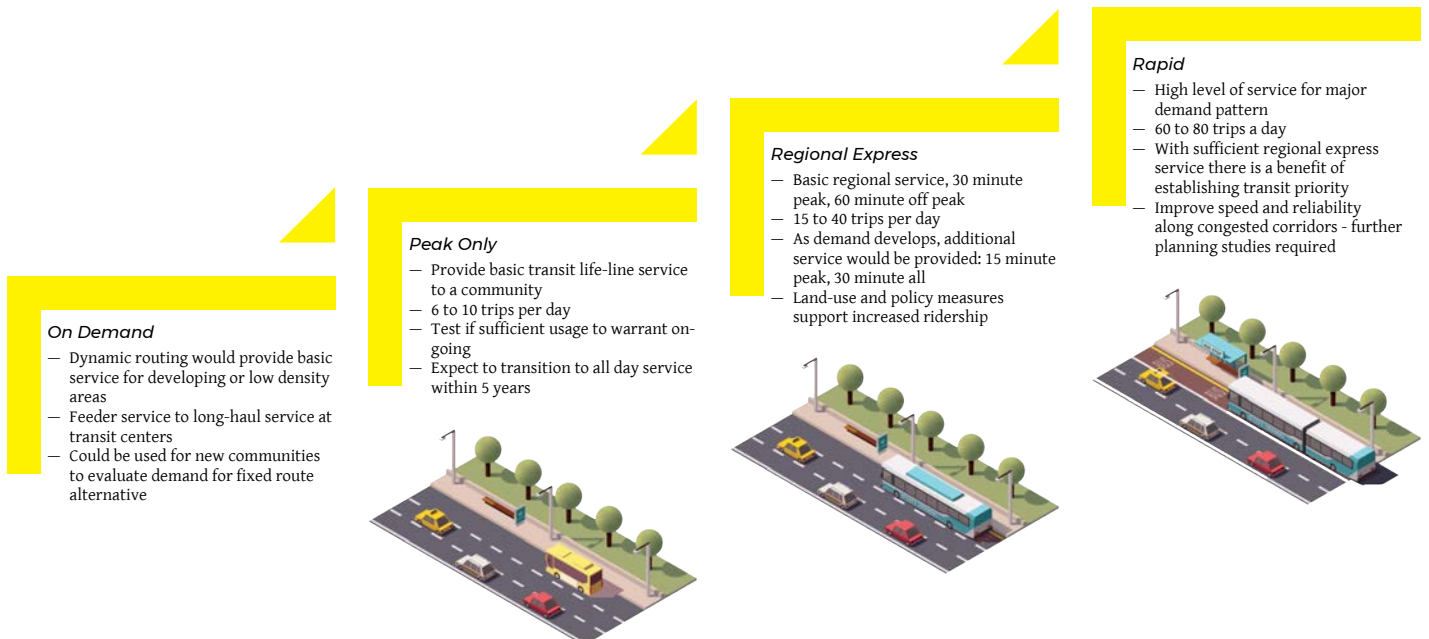 On Demand
— Dynamic routing would provide basic
service for developing or low density
areas
— Feeder service to long-haul service at
transit centers
— Could be used for new communities
to evaluate demand for fixed route
alternative
Peak Only
— Provide basic transit life-line service
to a community
— 6 to 10 trips per day
— Test if sufficient usage to warrant on-
going
— Expect to transition to all day service
within 5 years
Regional Express
— Basic regional service, 30 minute
peak, 60 minute off peak
— 15 to 40 trips per day
— As demand develops, additional
service would be provided: 15 minute
peak, 30 minute all
— Land-use and policy measures
support increased ridership
Rapid
— High level of service for major
demand pattern
— 60 to 80 trips a day
— With sufficient regional express
service there is a benefit of
establishing transit priority
— Improve speed and reliability
along congested corridors - further
planning studies required